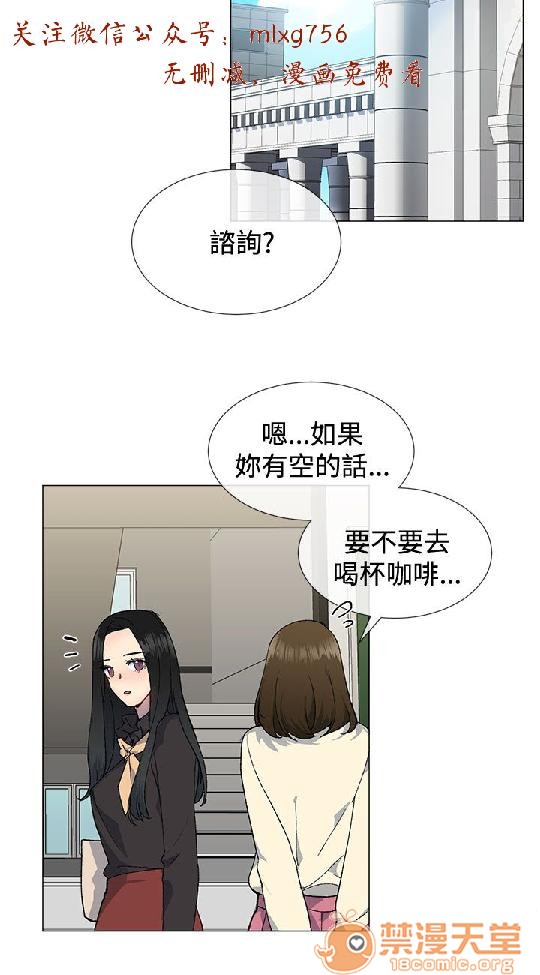 关注微信公众号：mlxg756
无删减，漫画免费看
諮詢?
嗯...如果
妳有空的話...
要不要去
喝杯咖啡...
禁漫天堂
18comic.org